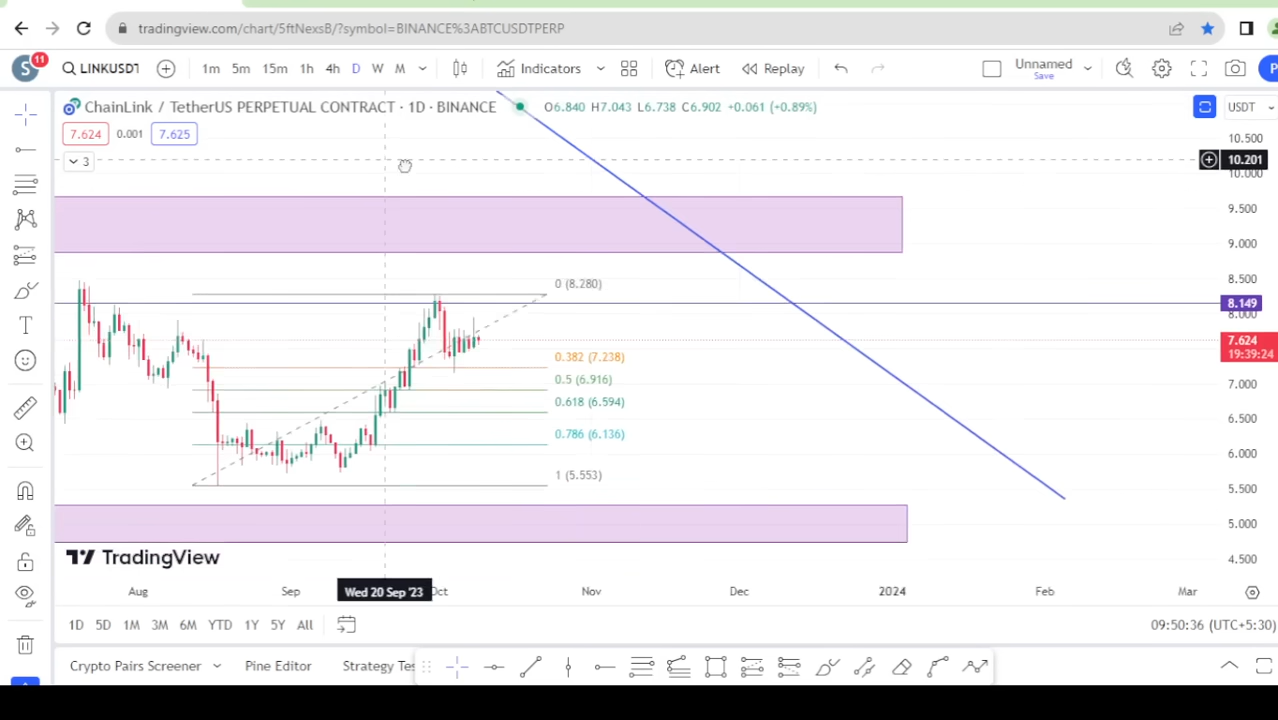 tradingview.com/chart/5ftNexsB/?symbol=BINANCE%3ABTCUSDTPERP
S 11 LINKUSDT 1m 5m 15m 1h 4h D W M Indicators Alert Replay Unnamed Save P
ChainLink / TetherUS PERPETUAL CONTRACT · 1D · BINANCE O6.840 H7.043 L6.738 C6.902 +0.061 (+0.89%) USDT
7.624 0.001 7.625
3
10.500
10.201
10.000
9.500
9.000
8.500
8.149
8.000
7.624
19:39:24
7.000
6.500
6.000
5.500
5.000
4.500
0 (8.280)
0.382 (7.238)
0.5 (6.916)
0.618 (6.594)
0.786 (6.136)
1 (5.553)
TradingView
Aug Sep Wed 20 Sep '23 Oct Nov Dec 2024 Feb Mar
1D 5D 1M 3M 6M YTD 1Y 5Y All 09:50:36 (UTC+5:30)
Crypto Pairs Screener Pine Editor Strategy Tes